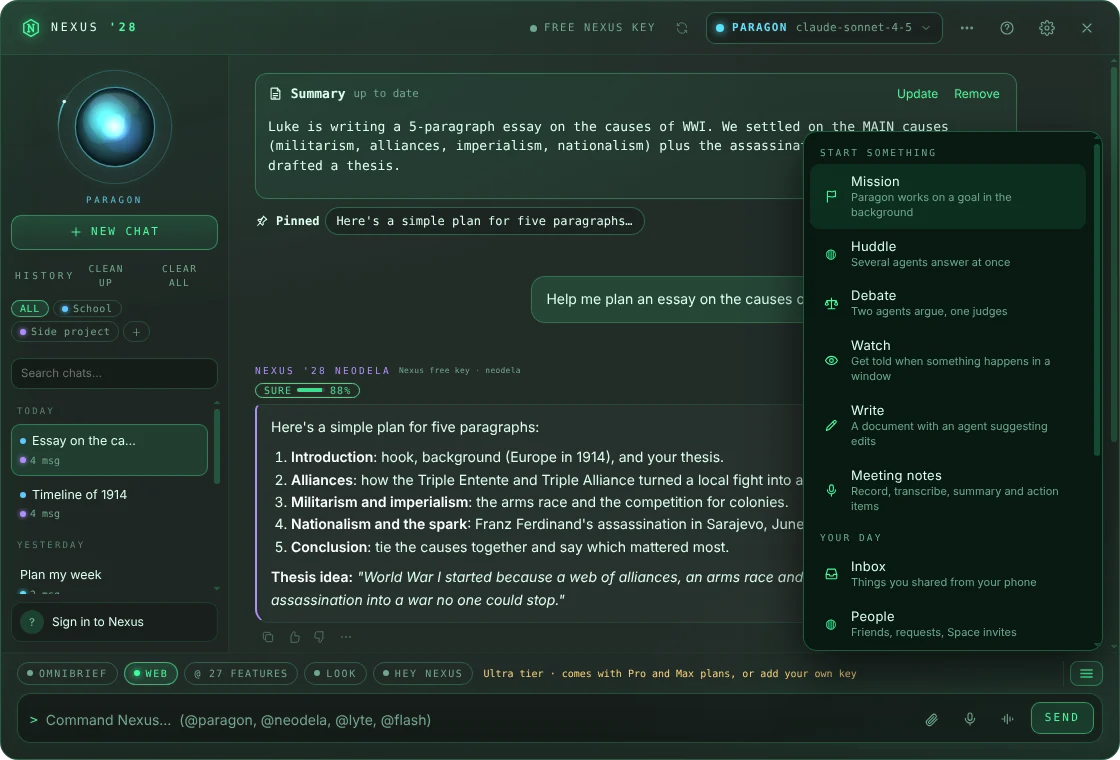 NEXUS '28
FREE NEXUS KEY
PARAGON claude-sonnet-4-5
PARAGON
+ NEW CHAT
HISTORY
CLEAN UP
CLEAR ALL
ALL
School
Side project
+
Search chats...
TODAY
Essay on the ca...
4 msg
Timeline of 1914
4 msg
YESTERDAY
Plan my week
? Sign in to Nexus
Summary up to date
Update Remove
Luke is writing a 5-paragraph essay on the causes of WWI. We settled on the MAIN causes
(militarism, alliances, imperialism, nationalism) plus the assassinat
drafted a thesis.
Pinned Here's a simple plan for five paragraphs…
Help me plan an essay on the causes o
NEXUS '28 NEODELA Nexus free key · neodela
SURE 88%
Here's a simple plan for five paragraphs:
1. Introduction: hook, background (Europe in 1914), and your thesis.
2. Alliances: how the Triple Entente and Triple Alliance turned a local fight into a
3. Militarism and imperialism: the arms race and the competition for colonies.
4. Nationalism and the spark: Franz Ferdinand's assassination in Sarajevo, June
5. Conclusion: tie the causes together and say which mattered most.
Thesis idea: "World War I started because a web of alliances, an arms race and
assassination into a war no one could stop."
START SOMETHING
Mission
Paragon works on a goal in the
background
Huddle
Several agents answer at once
Debate
Two agents argue, one judges
Watch
Get told when something happens in a
window
Write
A document with an agent suggesting
edits
Meeting notes
Record, transcribe, summary and action
items
YOUR DAY
Inbox
Things you shared from your phone
People
Friends, requests, Space invites
OMNIBRIEF
WEB
@ 27 FEATURES
LOOK
HEY NEXUS
Ultra tier · comes with Pro and Max plans, or add your own key
> Command Nexus... (@paragon, @neodela, @lyte, @flash)
SEND